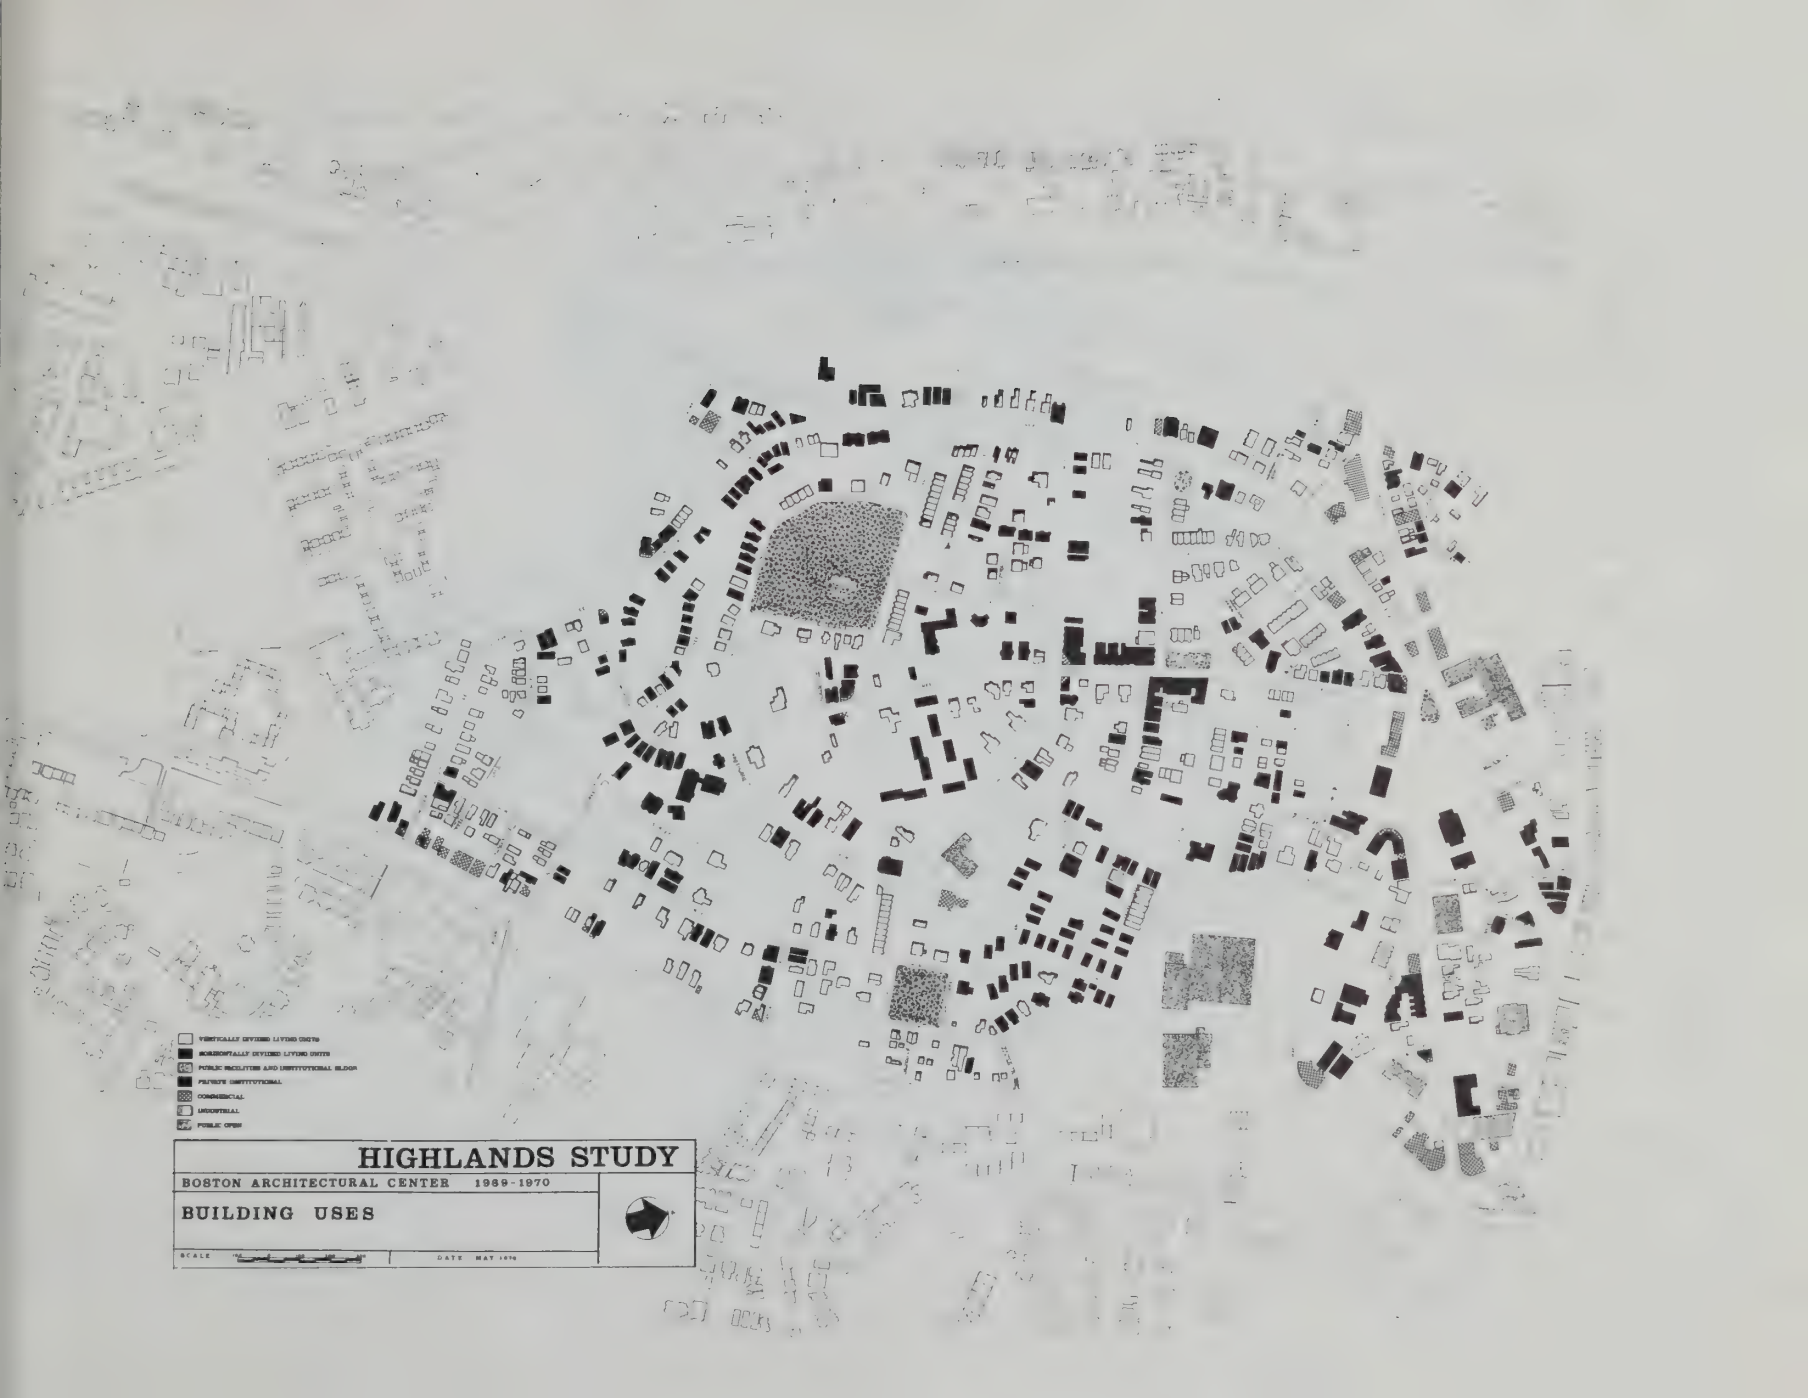 VERTICALLY DIVIDED LIVING UNITS
HORIZONTALLY DIVIDED LIVING UNITS
PUBLIC FACILITIES AND INSTITUTIONAL BLDGS
PRIVATE INSTITUTIONAL
COMMERCIAL
INDUSTRIAL
PUBLIC OPEN
HIGHLANDS STUDY
BOSTON ARCHITECTURAL CENTER 1969-1970
BUILDING USES
SCALE
DATE MAY 1970